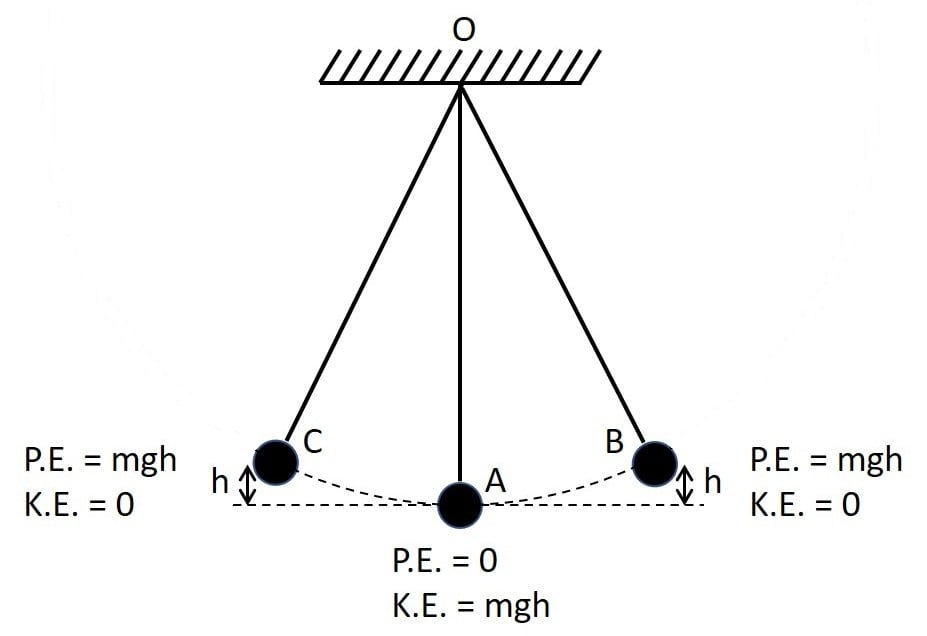 O
C
B
A
P.E. = mgh
K.E. = 0
h
h
P.E. = mgh
K.E. = 0
P.E. = 0
K.E. = mgh